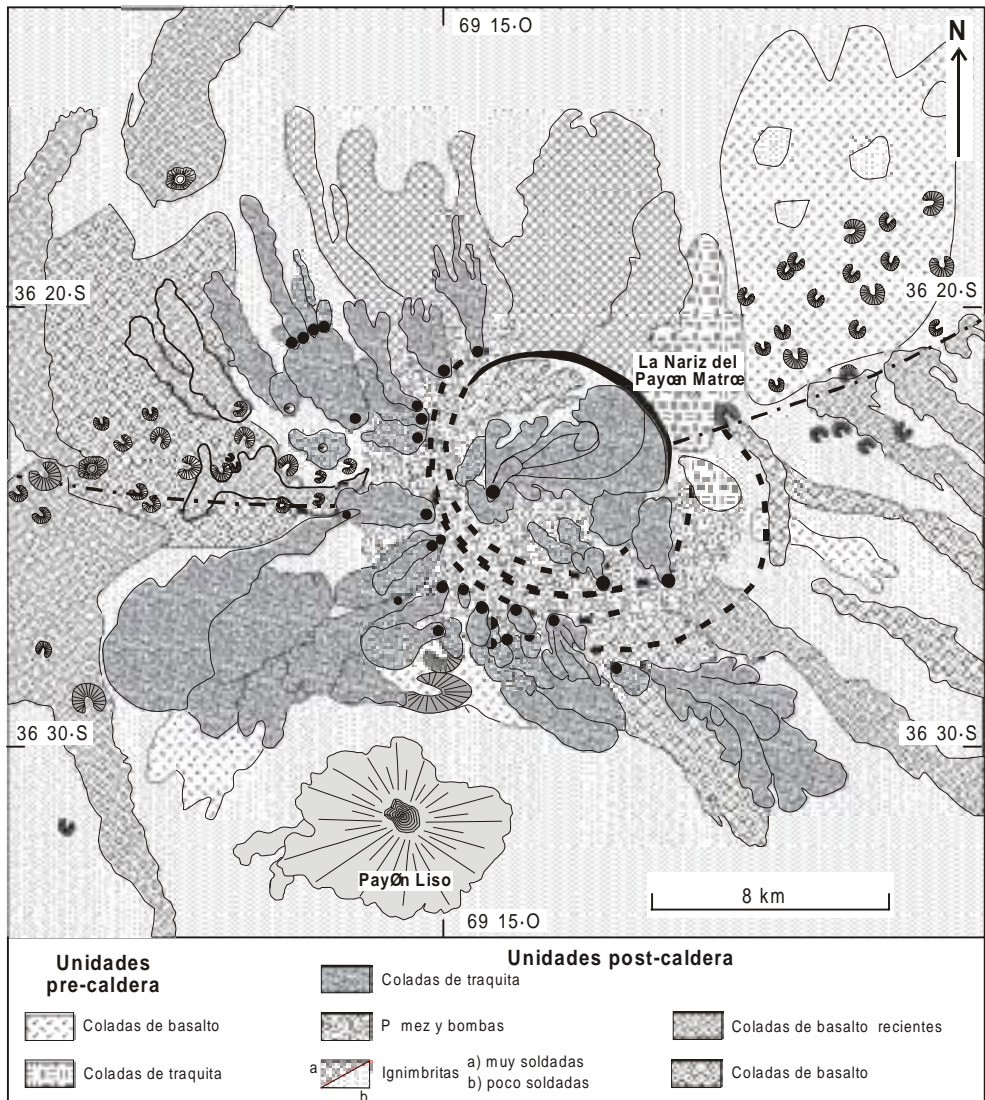 69 15·O
N
36 20·S
36 20·S
La Nariz del
Payœn Matrœ
36 30·S
36 30·S
PayØn Liso
8 km
69 15·O
Unidades
pre-caldera
Unidades post-caldera
Coladas de traquita
Coladas de basalto
P mez y bombas
Coladas de basalto recientes
Coladas de traquita
a
b
Ignimbritas
a) muy soldadas
b) poco soldadas
Coladas de basalto